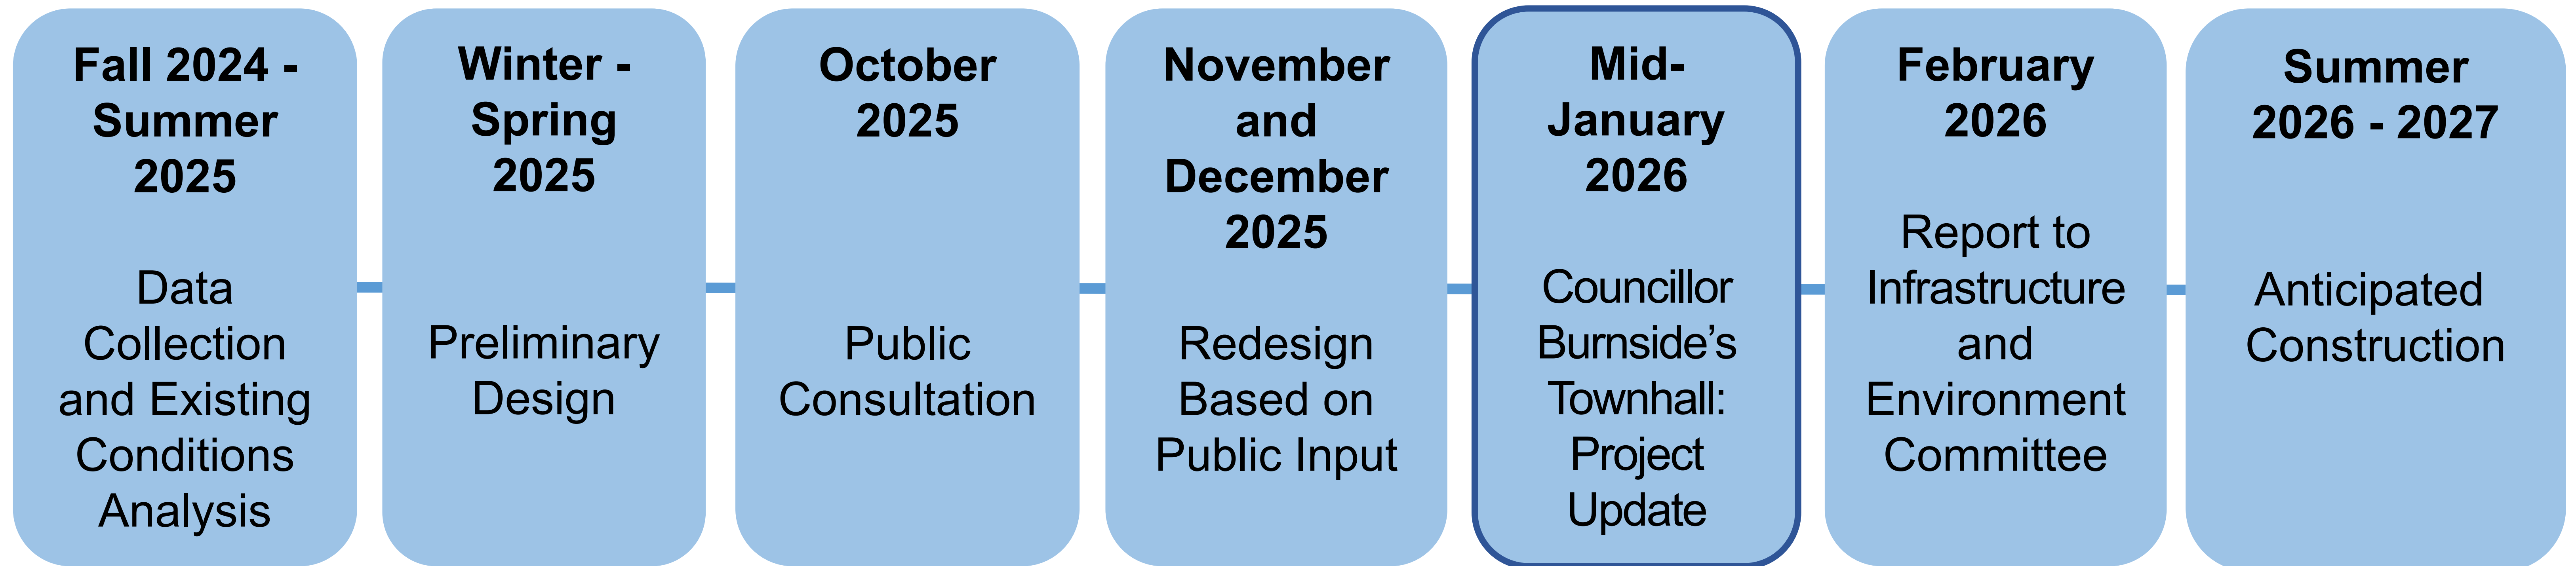 Fall 2024 -
Summer
2025
Data
Collection
and Existing
Conditions
Analysis
Winter -
Spring
2025
Preliminary
Design
October
2025
Public
Consultation
November
and
December
2025
Redesign
Based on
Public Input
Mid-
January
2026
Councillor
Burnside’s
Townhall:
Project
Update
February
2026
Report to
Infrastructure
and
Environment
Committee
Summer
2026 - 2027
Anticipated
Construction